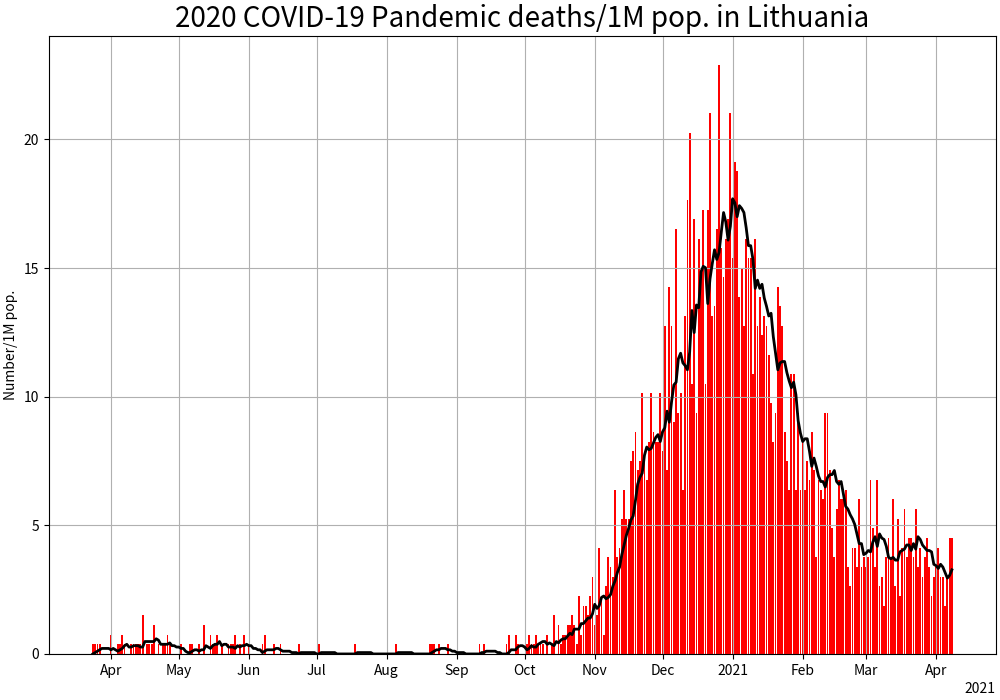 2020 COVID-19 Pandemic deaths/1M pop. in Lithuania
Number/1M pop.
20
15
10
5
0
Apr May Jun Jul Aug Sep Oct Nov Dec 2021 Feb Mar Apr
2021